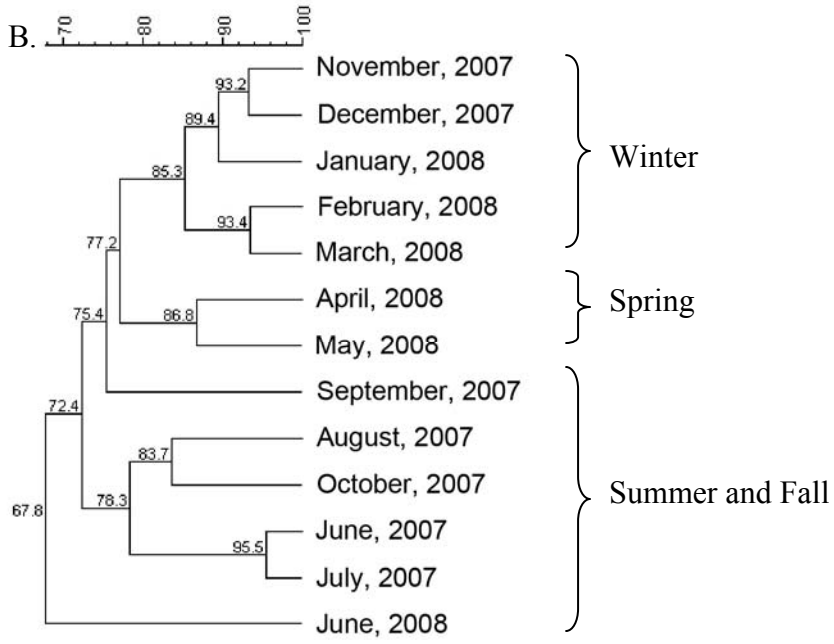 B.
70 80 90 100
November, 2007
93.2
December, 2007
89.4
January, 2008
Winter
85.3
February, 2008
93.4
March, 2008
77.2
April, 2008
Spring
86.8
75.4
May, 2008
September, 2007
72.4
August, 2007
83.7
October, 2007
Summer and Fall
78.3
67.8
June, 2007
95.5
July, 2007
June, 2008